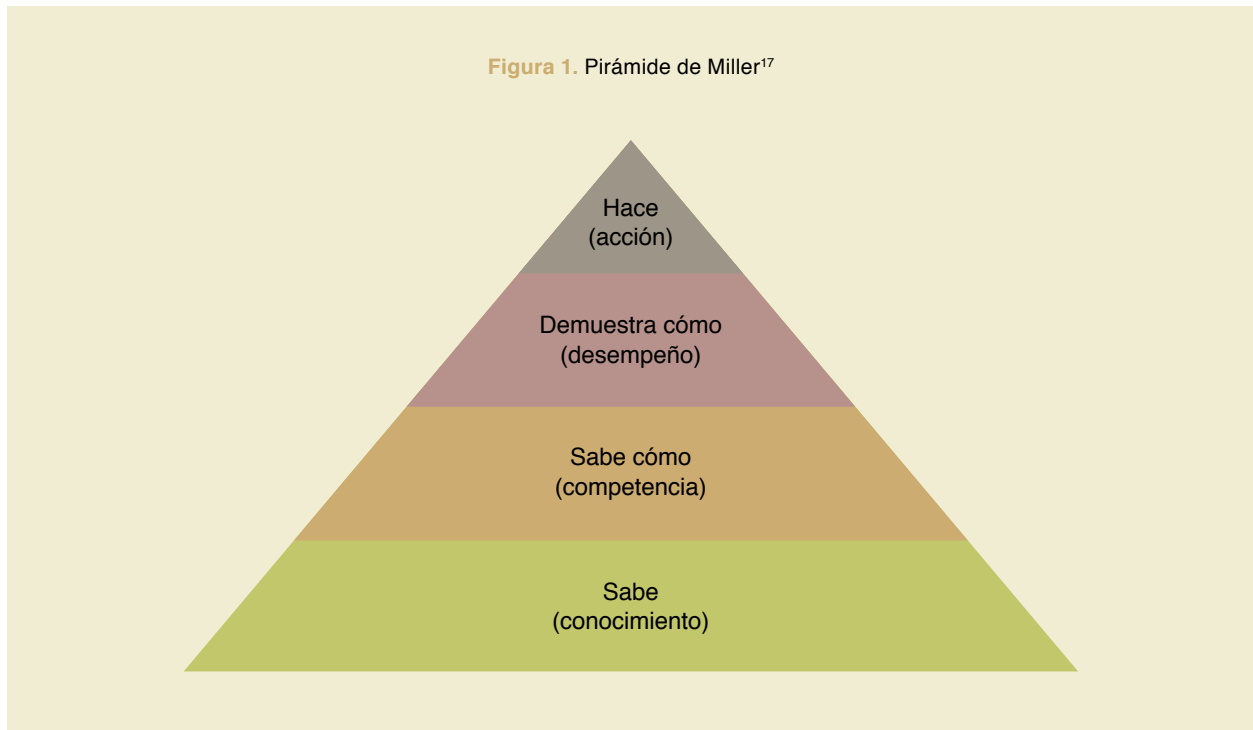 Figura 1. Pirámide de Miller¹⁷
Hace
(acción)
Demuestra cómo
(desempeño)
Sabe cómo
(competencia)
Sabe
(conocimiento)